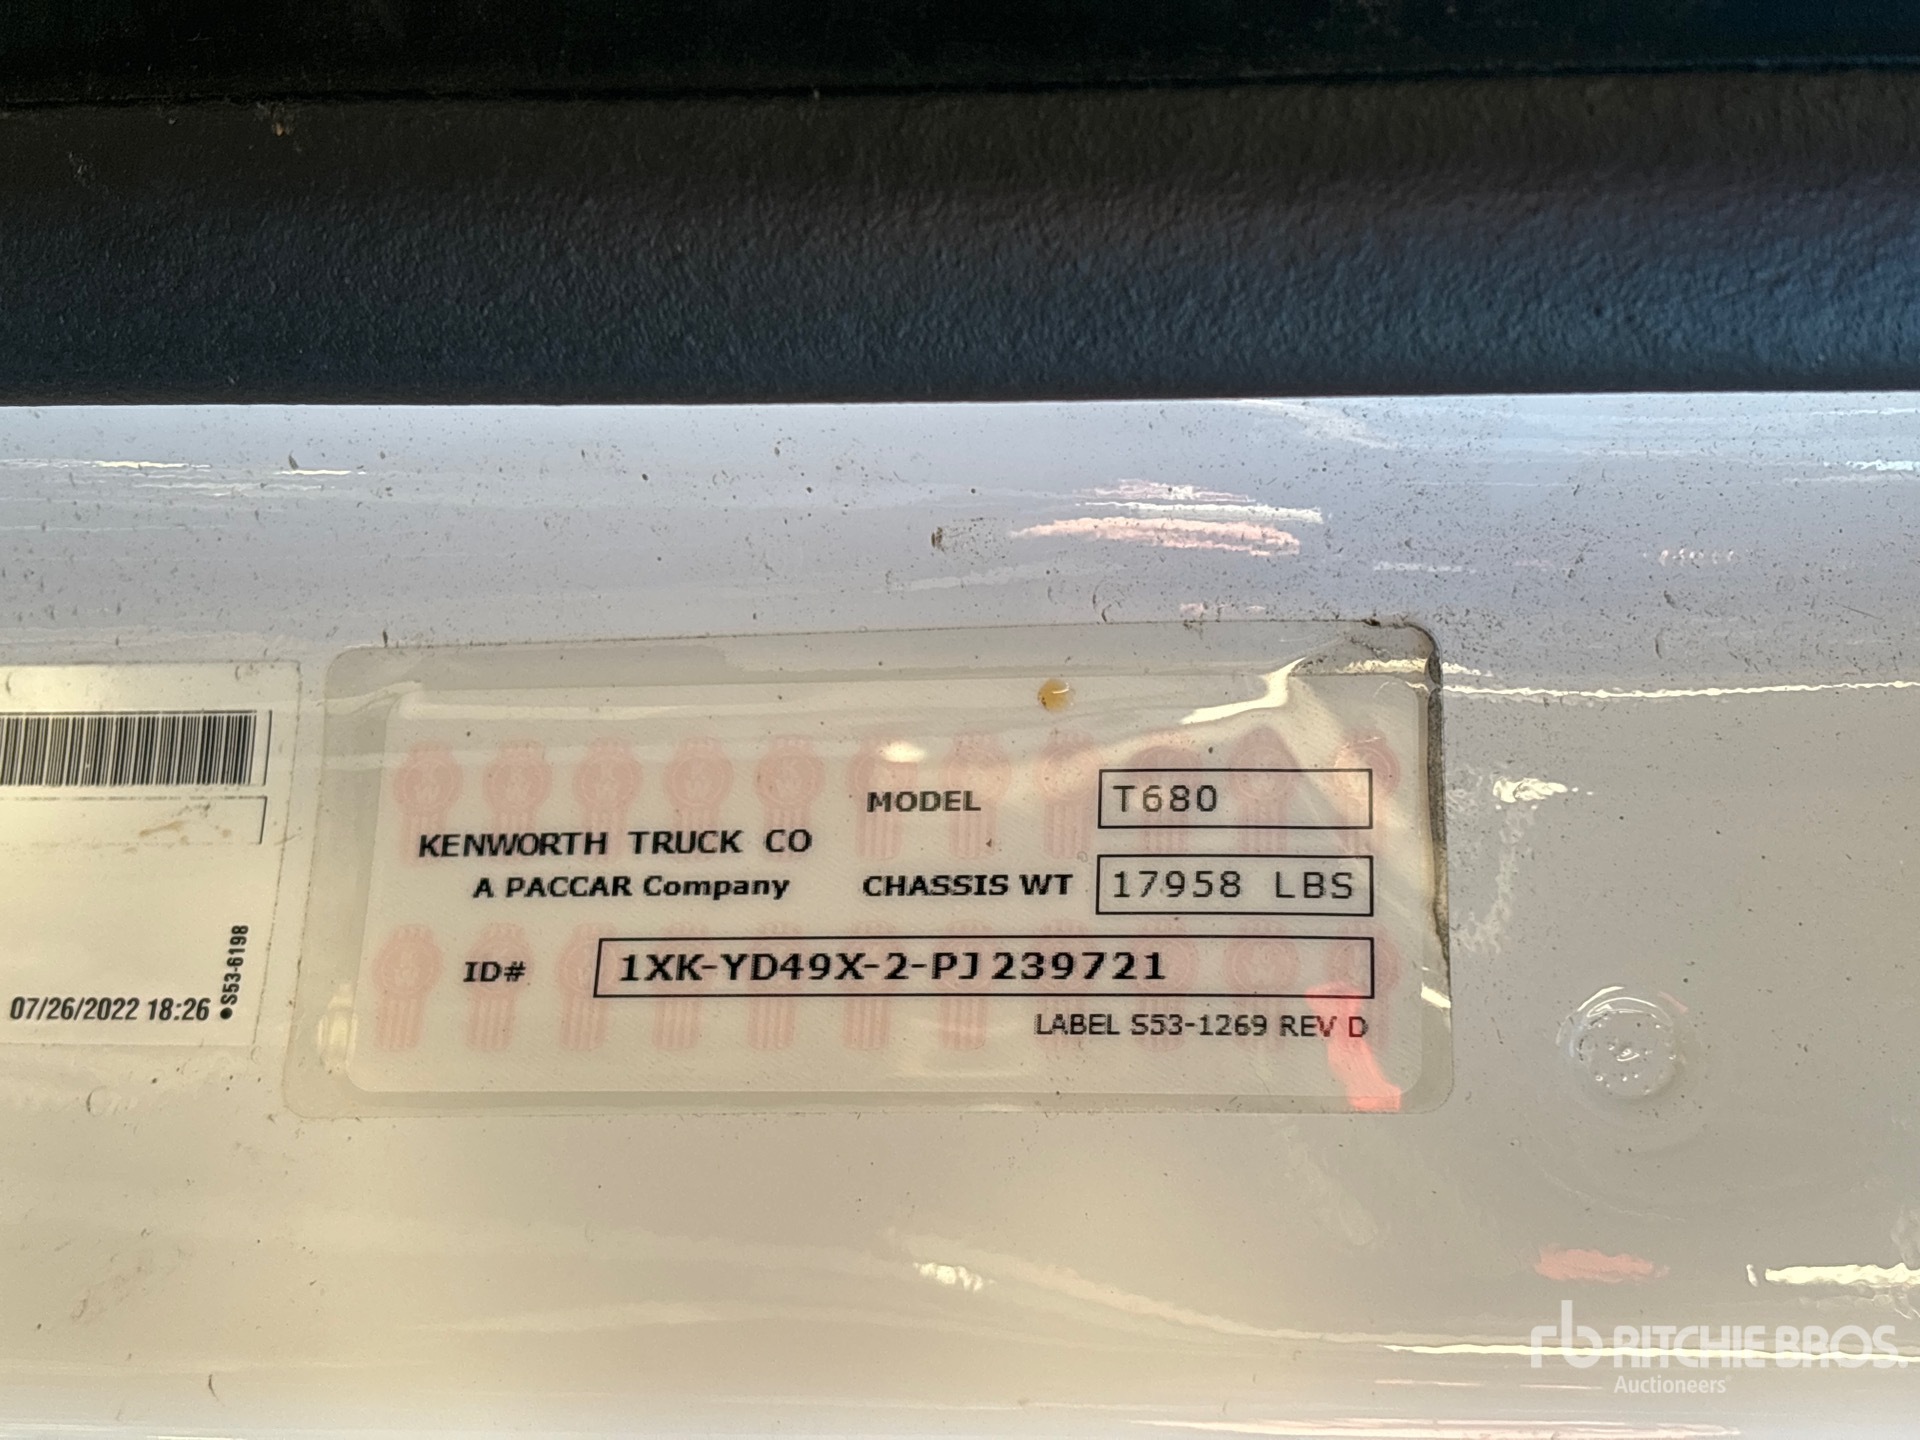 KENWORTH TRUCK CO
A PACCAR Company
MODEL T680
CHASSIS WT 17958 LBS
ID# 1XK-YD49X-2-PJ239721
LABEL S53-1269 REV D
07/26/2022 18:26 •S53-6198
rb RITCHIE BROS.
Auctioneers